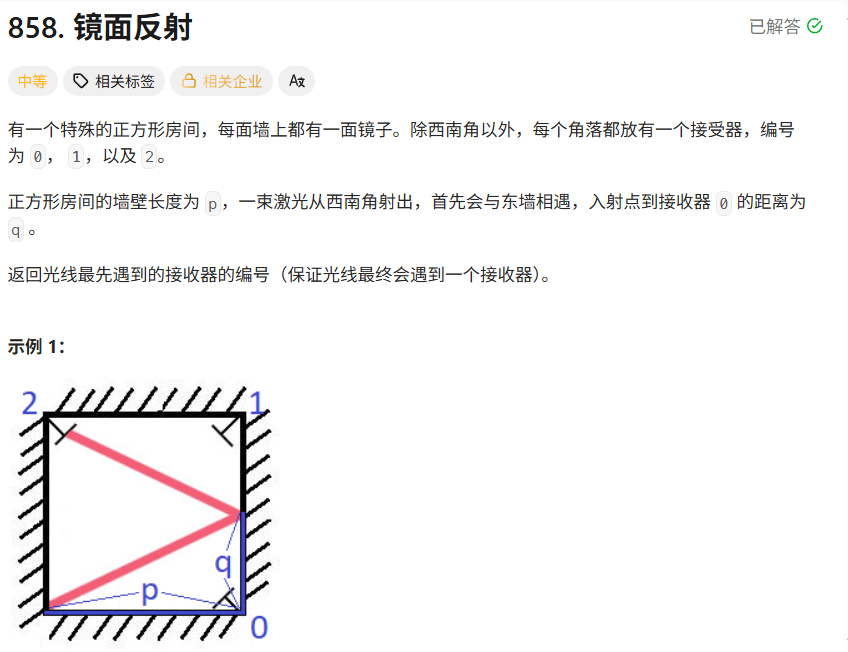 858. 镜面反射
已解答
中等 相关标签 相关企业 Aあ
有一个特殊的正方形房间，每面墙上都有一面镜子。除西南角以外，每个角落都放有一个接受器，编号
为 0， 1，以及 2。
正方形房间的墙壁长度为 p，一束激光从西南角射出，首先会与东墙相遇，入射点到接收器 0 的距离为
q 。
返回光线最先遇到的接收器的编号（保证光线最终会遇到一个接收器）。
示例 1：
2
1
q
p
0